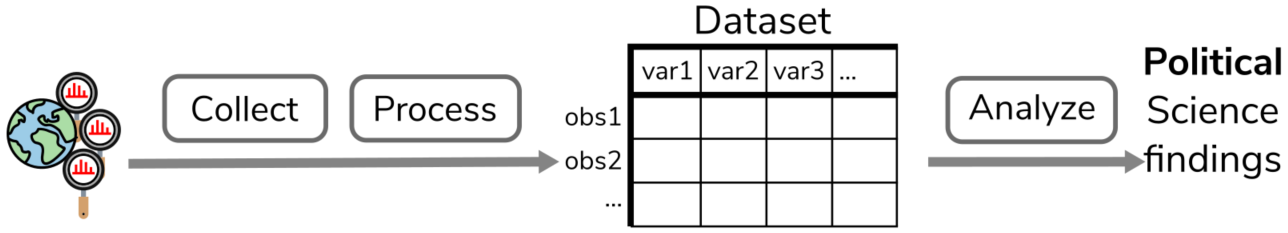 Dataset
Collect
Process
var1 var2 var3 ...
obs1
obs2
...
Analyze
Political
Science
findings